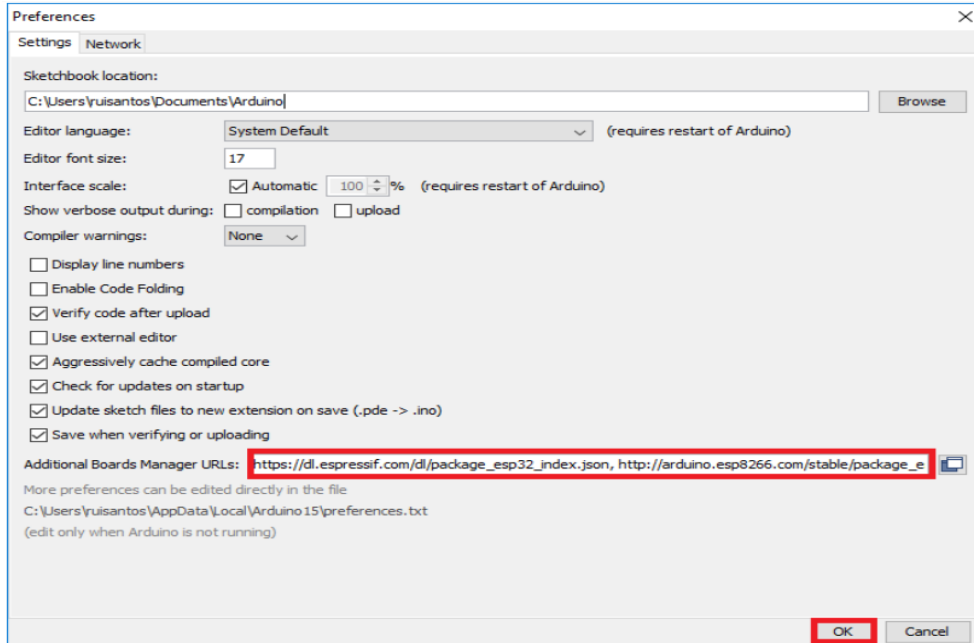 Preferences
Settings Network
Sketchbook location:
C:\Users\ruisantos\Documents\Arduino Browse
Editor language: System Default (requires restart of Arduino)
Editor font size: 17
Interface scale: Automatic 100 % (requires restart of Arduino)
Show verbose output during: compilation upload
Compiler warnings: None
Display line numbers
Enable Code Folding
Verify code after upload
Use external editor
Aggressively cache compiled core
Check for updates on startup
Update sketch files to new extension on save (.pde -> .ino)
Save when verifying or uploading
Additional Boards Manager URLs: https://dl.espressif.com/dl/package_esp32_index.json, http://arduino.esp8266.com/stable/package_e
More preferences can be edited directly in the file
C:\Users\ruisantos\AppData\Local\Arduino15\preferences.txt
(edit only when Arduino is not running)
OK Cancel